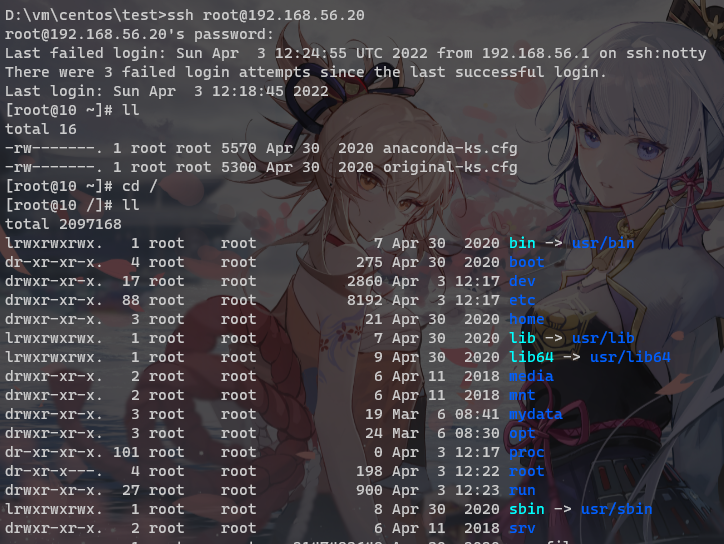 D:\vm\centos\test>ssh root@192.168.56.20
root@192.168.56.20's password:
Last failed login: Sun Apr  3 12:24:55 UTC 2022 from 192.168.56.1 on ssh:notty
There were 3 failed login attempts since the last successful login.
Last login: Sun Apr  3 12:18:45 2022
[root@10 ~]# ll
total 16
-rw-------. 1 root root 5570 Apr 30  2020 anaconda-ks.cfg
-rw-------. 1 root root 5300 Apr 30  2020 original-ks.cfg
[root@10 ~]# cd /
[root@10 /]# ll
total 2097168
lrwxrwxrwx.   1 root    root             7 Apr 30  2020 bin -> usr/bin
dr-xr-xr-x.   4 root    root           275 Apr 30  2020 boot
drwxr-xr-x.  17 root    root          2860 Apr  3 12:17 dev
drwxr-xr-x.  88 root    root          8192 Apr  3 12:17 etc
drwxr-xr-x.   3 root    root            21 Apr 30  2020 home
lrwxrwxrwx.   1 root    root             7 Apr 30  2020 lib -> usr/lib
lrwxrwxrwx.   1 root    root             9 Apr 30  2020 lib64 -> usr/lib64
drwxr-xr-x.   2 root    root             6 Apr 11  2018 media
drwxr-xr-x.   2 root    root             6 Apr 11  2018 mnt
drwxr-xr-x.   3 root    root            19 Mar  6 08:41 mydata
drwxr-xr-x.   3 root    root            24 Mar  6 08:30 opt
dr-xr-xr-x. 101 root    root             0 Apr  3 12:17 proc
dr-xr-x---.   4 root    root           198 Apr  3 12:22 root
drwxr-xr-x.  27 root    root           900 Apr  3 12:23 run
lrwxrwxrwx.   1 root    root             8 Apr 30  2020 sbin -> usr/sbin
drwxr-xr-x.   2 root    root             6 Apr 11  2018 srv